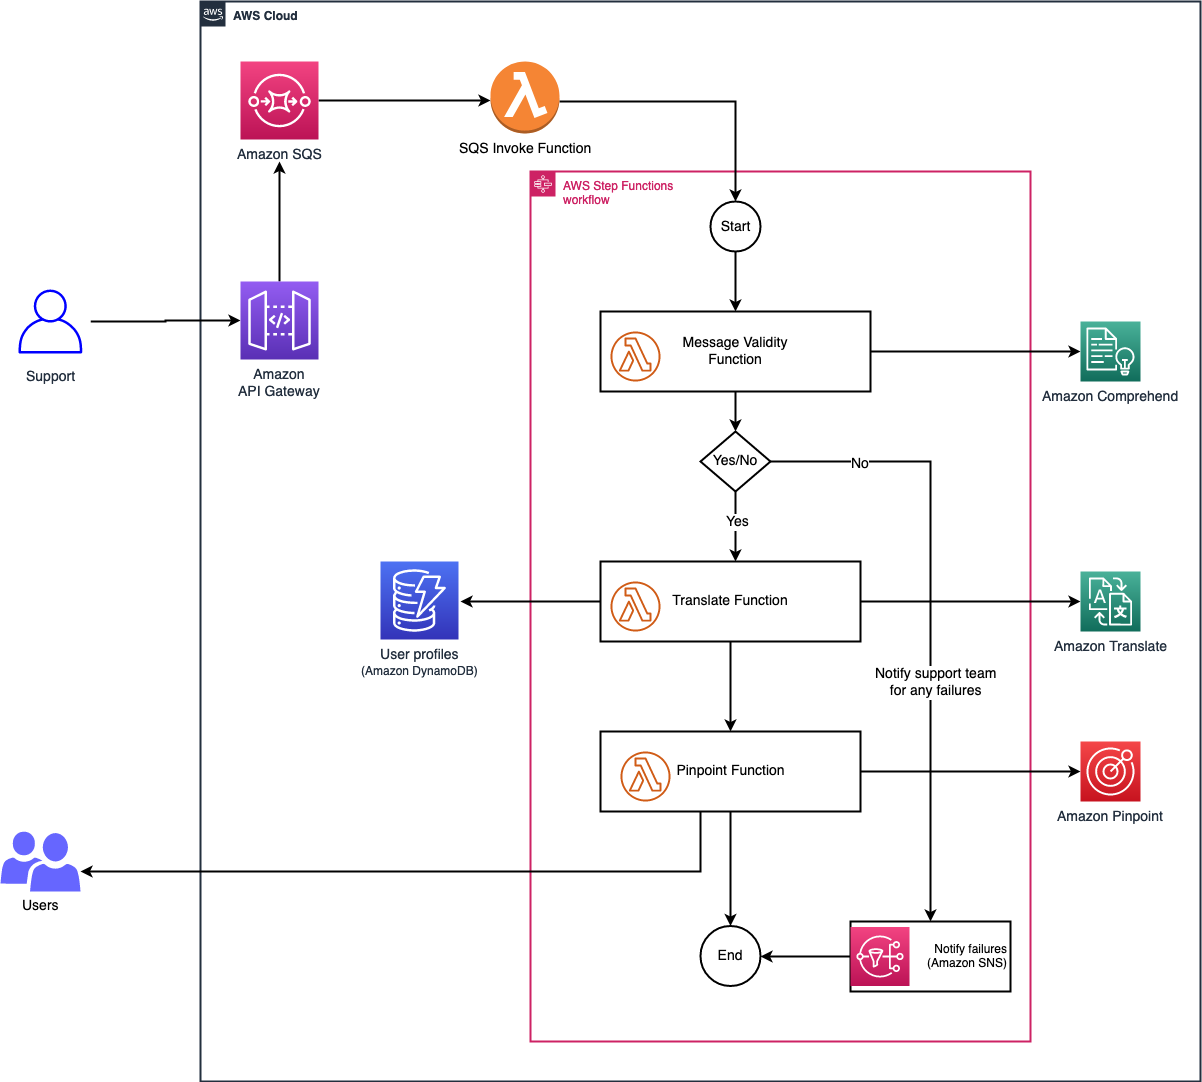 aws
AWS Cloud
Amazon SQS
SQS Invoke Function
AWS Step Functions
workflow
Start
Support
Amazon
API Gateway
</>
Message Validity
Function
Amazon Comprehend
Yes/No
No
Yes
User profiles
(Amazon DynamoDB)
Translate Function
A
文
Amazon Translate
Notify support team
for any failures
Pinpoint Function
Amazon Pinpoint
Users
End
Notify failures
(Amazon SNS)